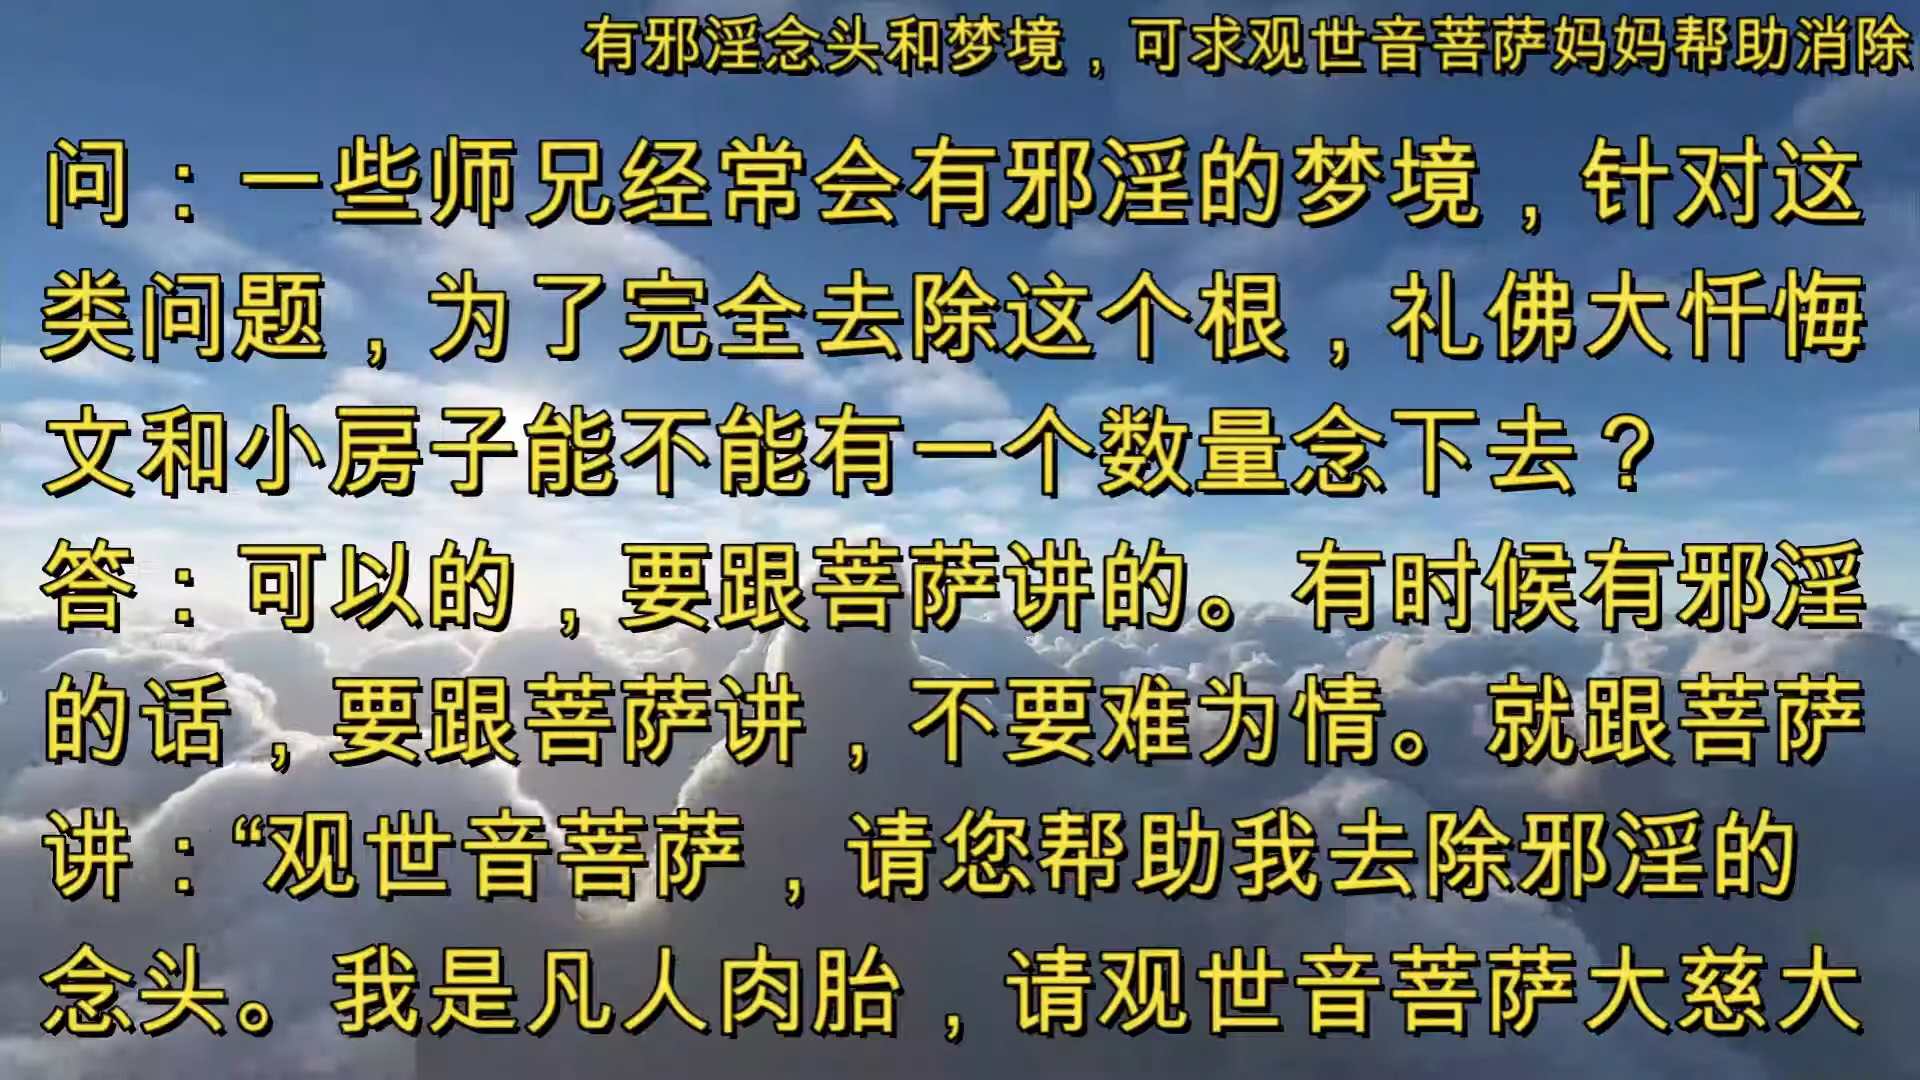 有邪淫念头和梦境，可求观世音菩萨妈妈帮助消除
问：一些师兄经常会有邪淫的梦境，针对这
类问题，为了完全去除这个根，礼佛大忏悔
文和小房子能不能有一个数量念下去？
答：可以的，要跟菩萨讲的。有时候有邪淫
的话，要跟菩萨讲，不要难为情。就跟菩萨
讲：“观世音菩萨，请您帮助我去除邪淫的
念头。我是凡人肉胎，请观世音菩萨大慈大